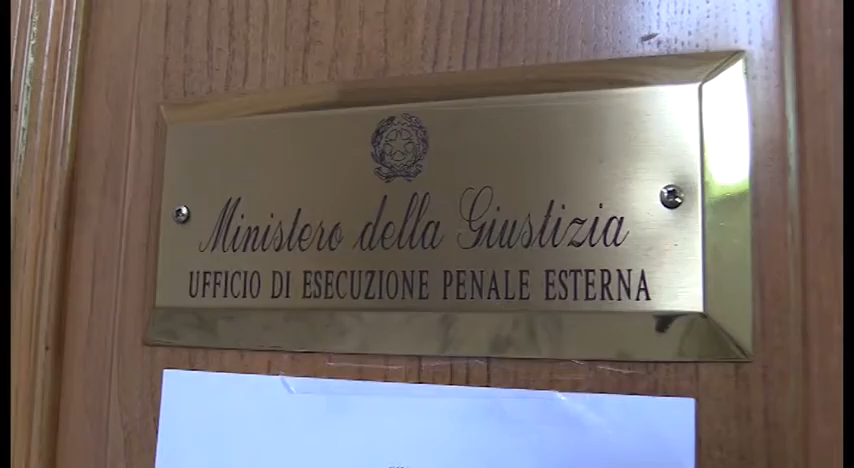 Ministero della Giustizia
UFFICIO DI ESECUZIONE PENALE ESTERNA